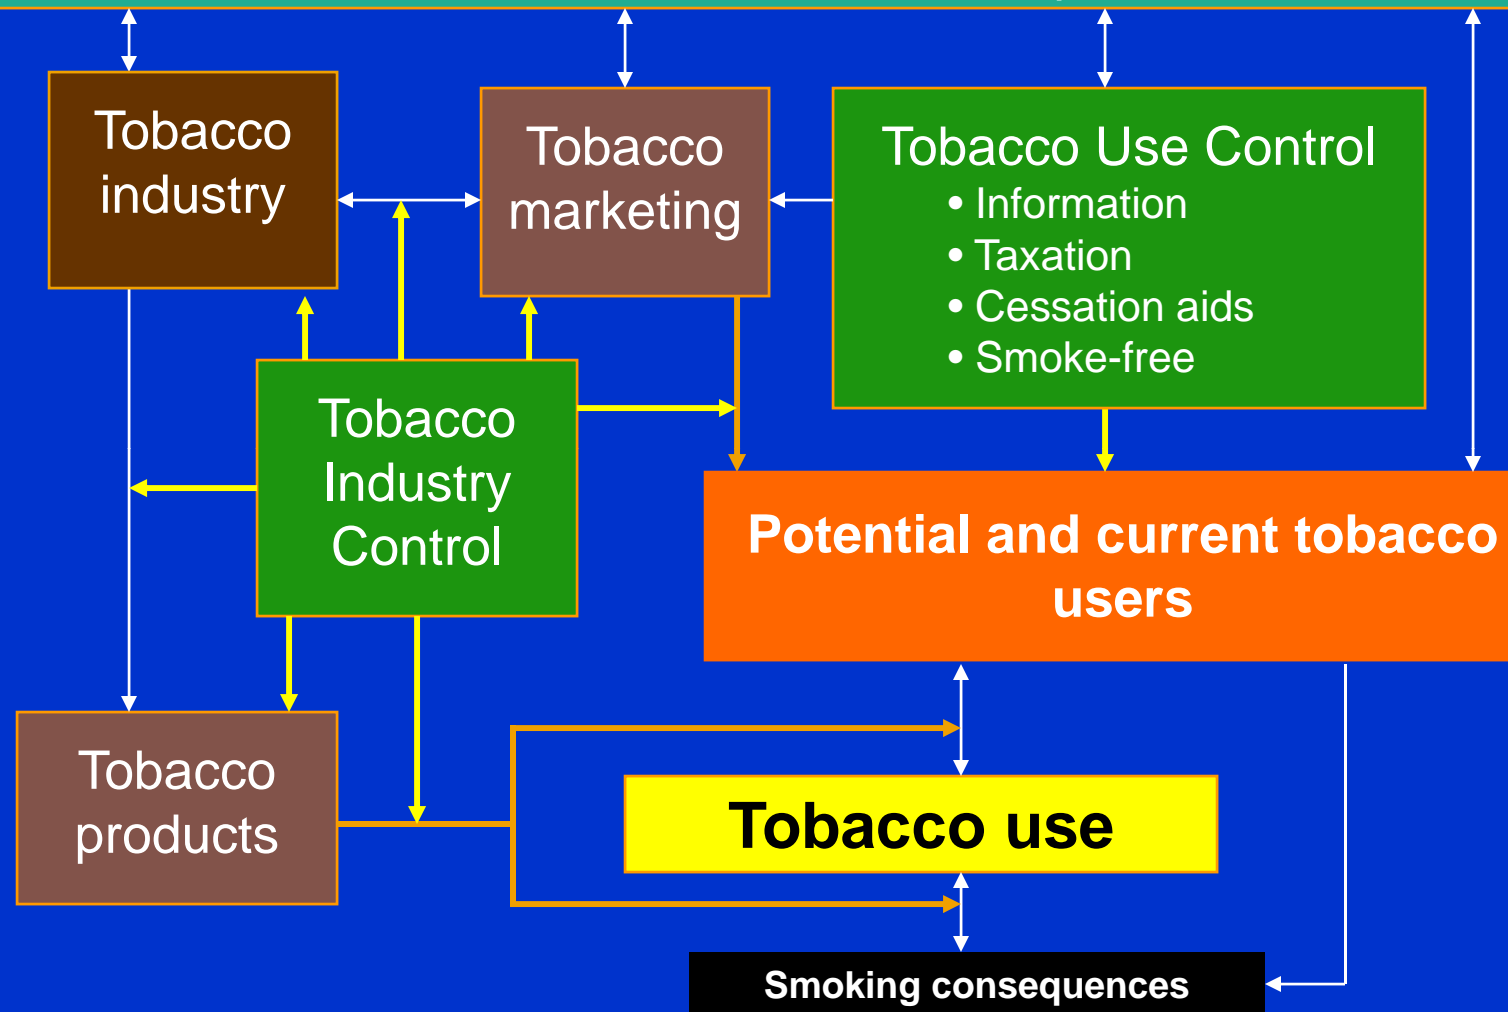 Tobacco
industry
Tobacco
marketing
Tobacco Use Control
• Information
• Taxation
• Cessation aids
• Smoke-free
Tobacco
Industry
Control
Potential and current tobacco
users
Tobacco
products
Tobacco use
Smoking consequences